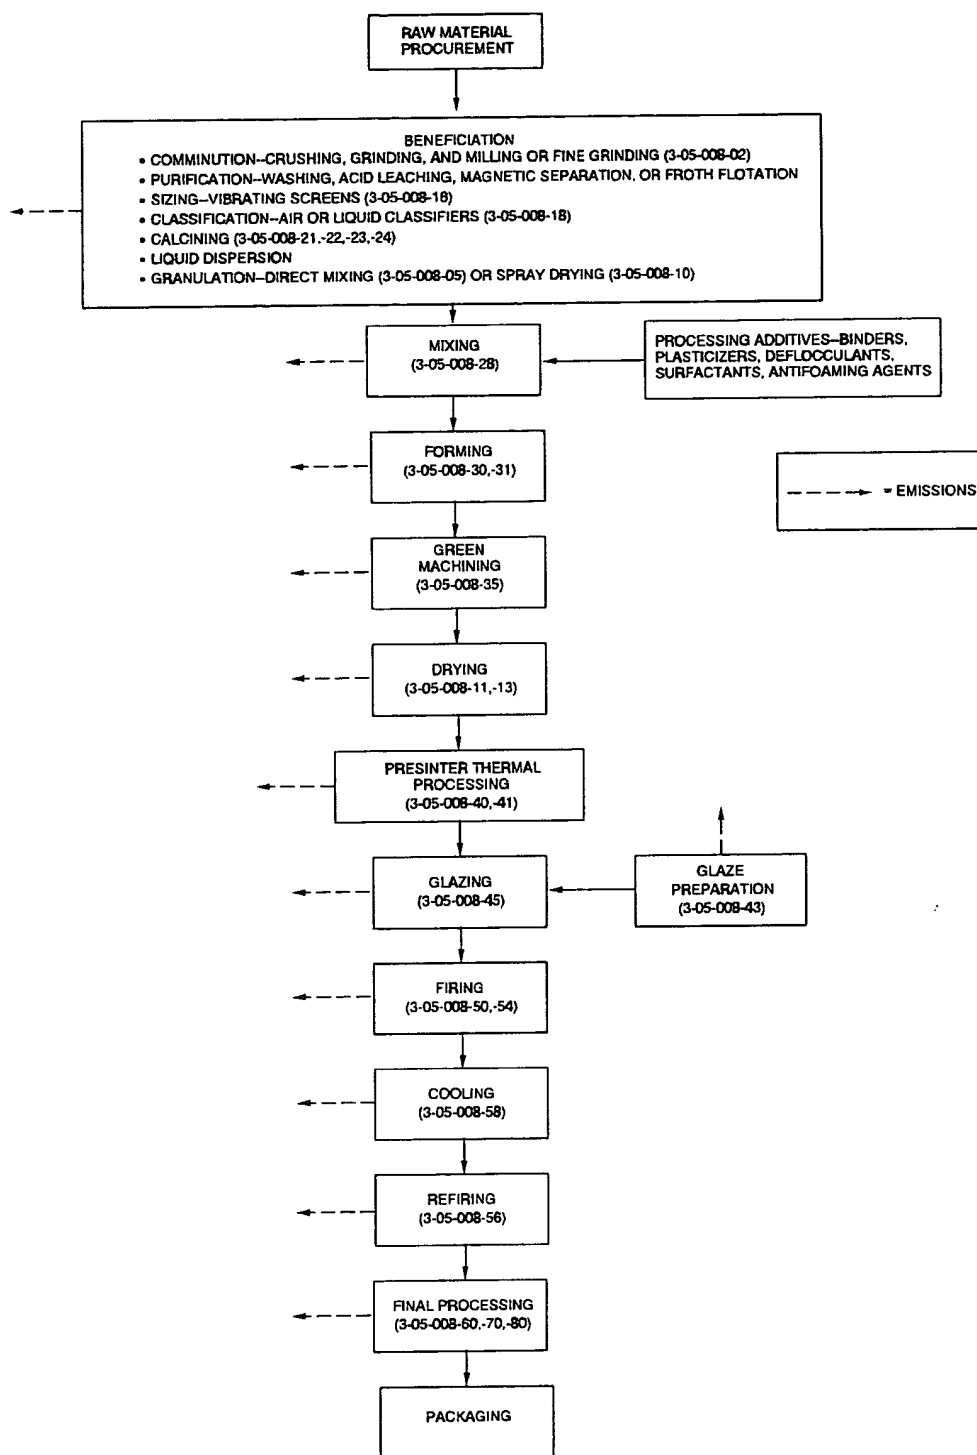 RAW MATERIAL
PROCUREMENT
BENEFICIATION
• COMMINUTION--CRUSHING, GRINDING, AND MILLING OR FINE GRINDING (3-05-008-02)
• PURIFICATION--WASHING, ACID LEACHING, MAGNETIC SEPARATION, OR FROTH FLOTATION
• SIZING--VIBRATING SCREENS (3-05-008-18)
• CLASSIFICATION--AIR OR LIQUID CLASSIFIERS (3-05-008-18)
• CALCINING (3-05-008-21,-22,-23,-24)
• LIQUID DISPERSION
• GRANULATION--DIRECT MIXING (3-05-008-05) OR SPRAY DRYING (3-05-008-10)
MIXING
(3-05-008-28)
PROCESSING ADDITIVES--BINDERS,
PLASTICIZERS, DEFLOCCULANTS,
SURFACTANTS, ANTIFOAMING AGENTS
FORMING
(3-05-008-30,-31)
= EMISSIONS
GREEN
MACHINING
(3-05-008-35)
DRYING
(3-05-008-11,-13)
PRESINTER THERMAL
PROCESSING
(3-05-008-40,-41)
GLAZING
(3-05-008-45)
GLAZE
PREPARATION
(3-05-008-43)
FIRING
(3-05-008-50,-54)
COOLING
(3-05-008-58)
REFIRING
(3-05-008-56)
FINAL PROCESSING
(3-05-008-60,-70,-80)
PACKAGING